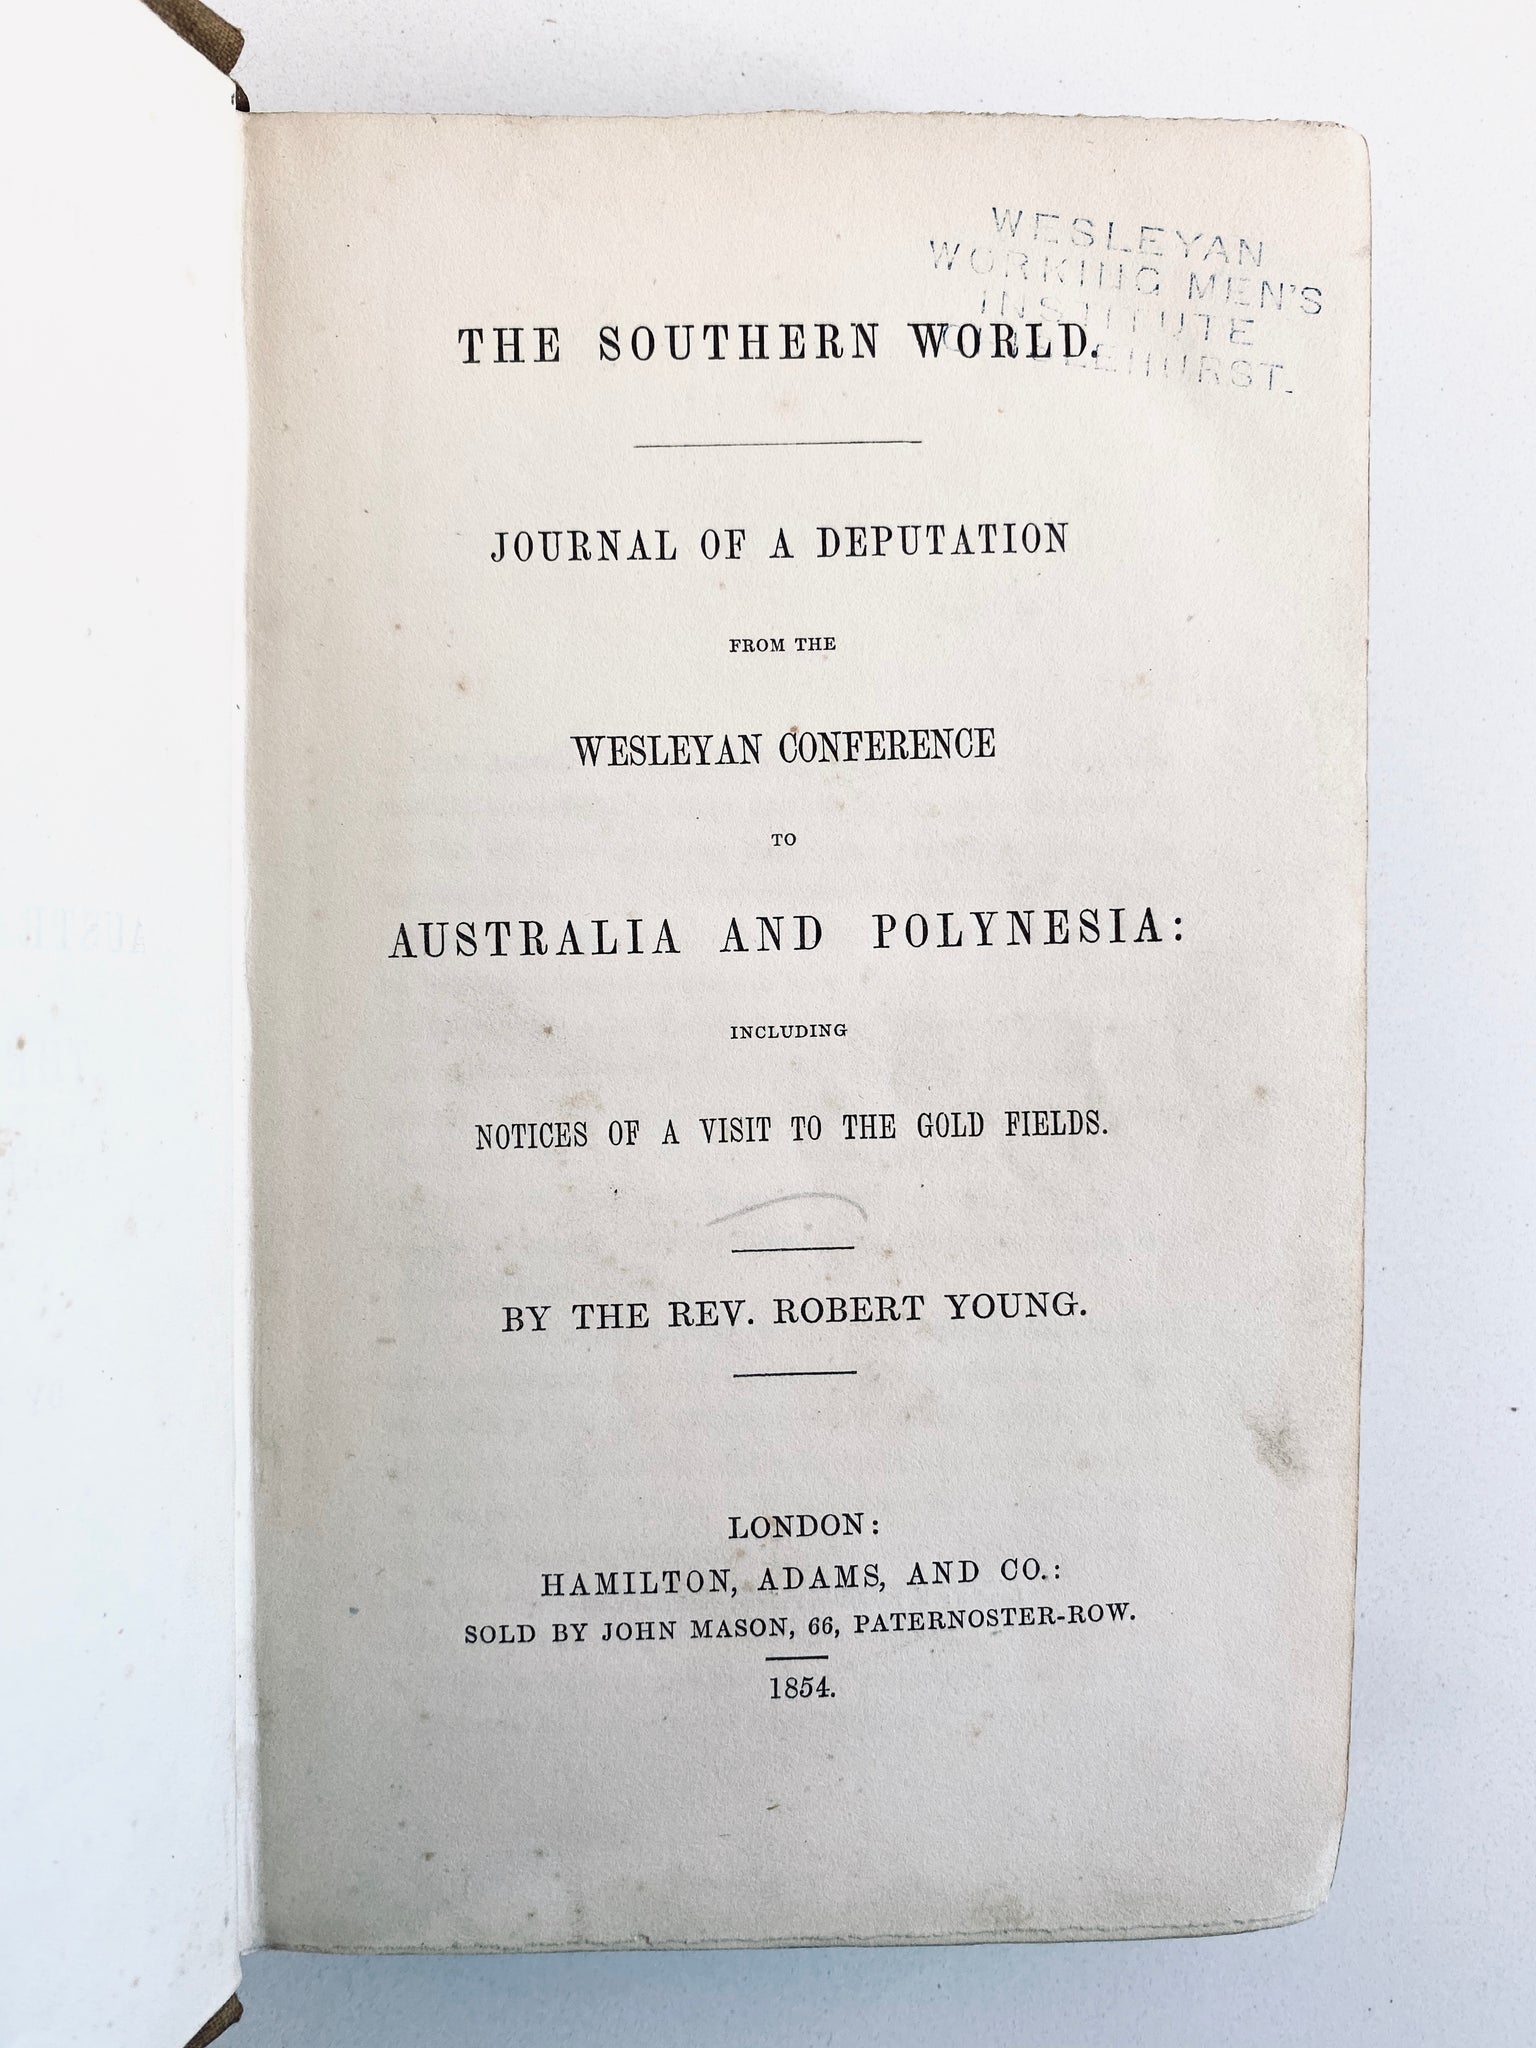 WESLEYAN
WORKING MEN'S
INSTITUTE
THE SOUTHERN WORLD.
JOURNAL OF A DEPUTATION
FROM THE
WESLEYAN CONFERENCE
TO
AUSTRALIA AND POLYNESIA:
INCLUDING
NOTICES OF A VISIT TO THE GOLD FIELDS.
BY THE REV. ROBERT YOUNG.
LONDON:
HAMILTON, ADAMS, AND CO.:
SOLD BY JOHN MASON, 66, PATERNOSTER-ROW.
1854.